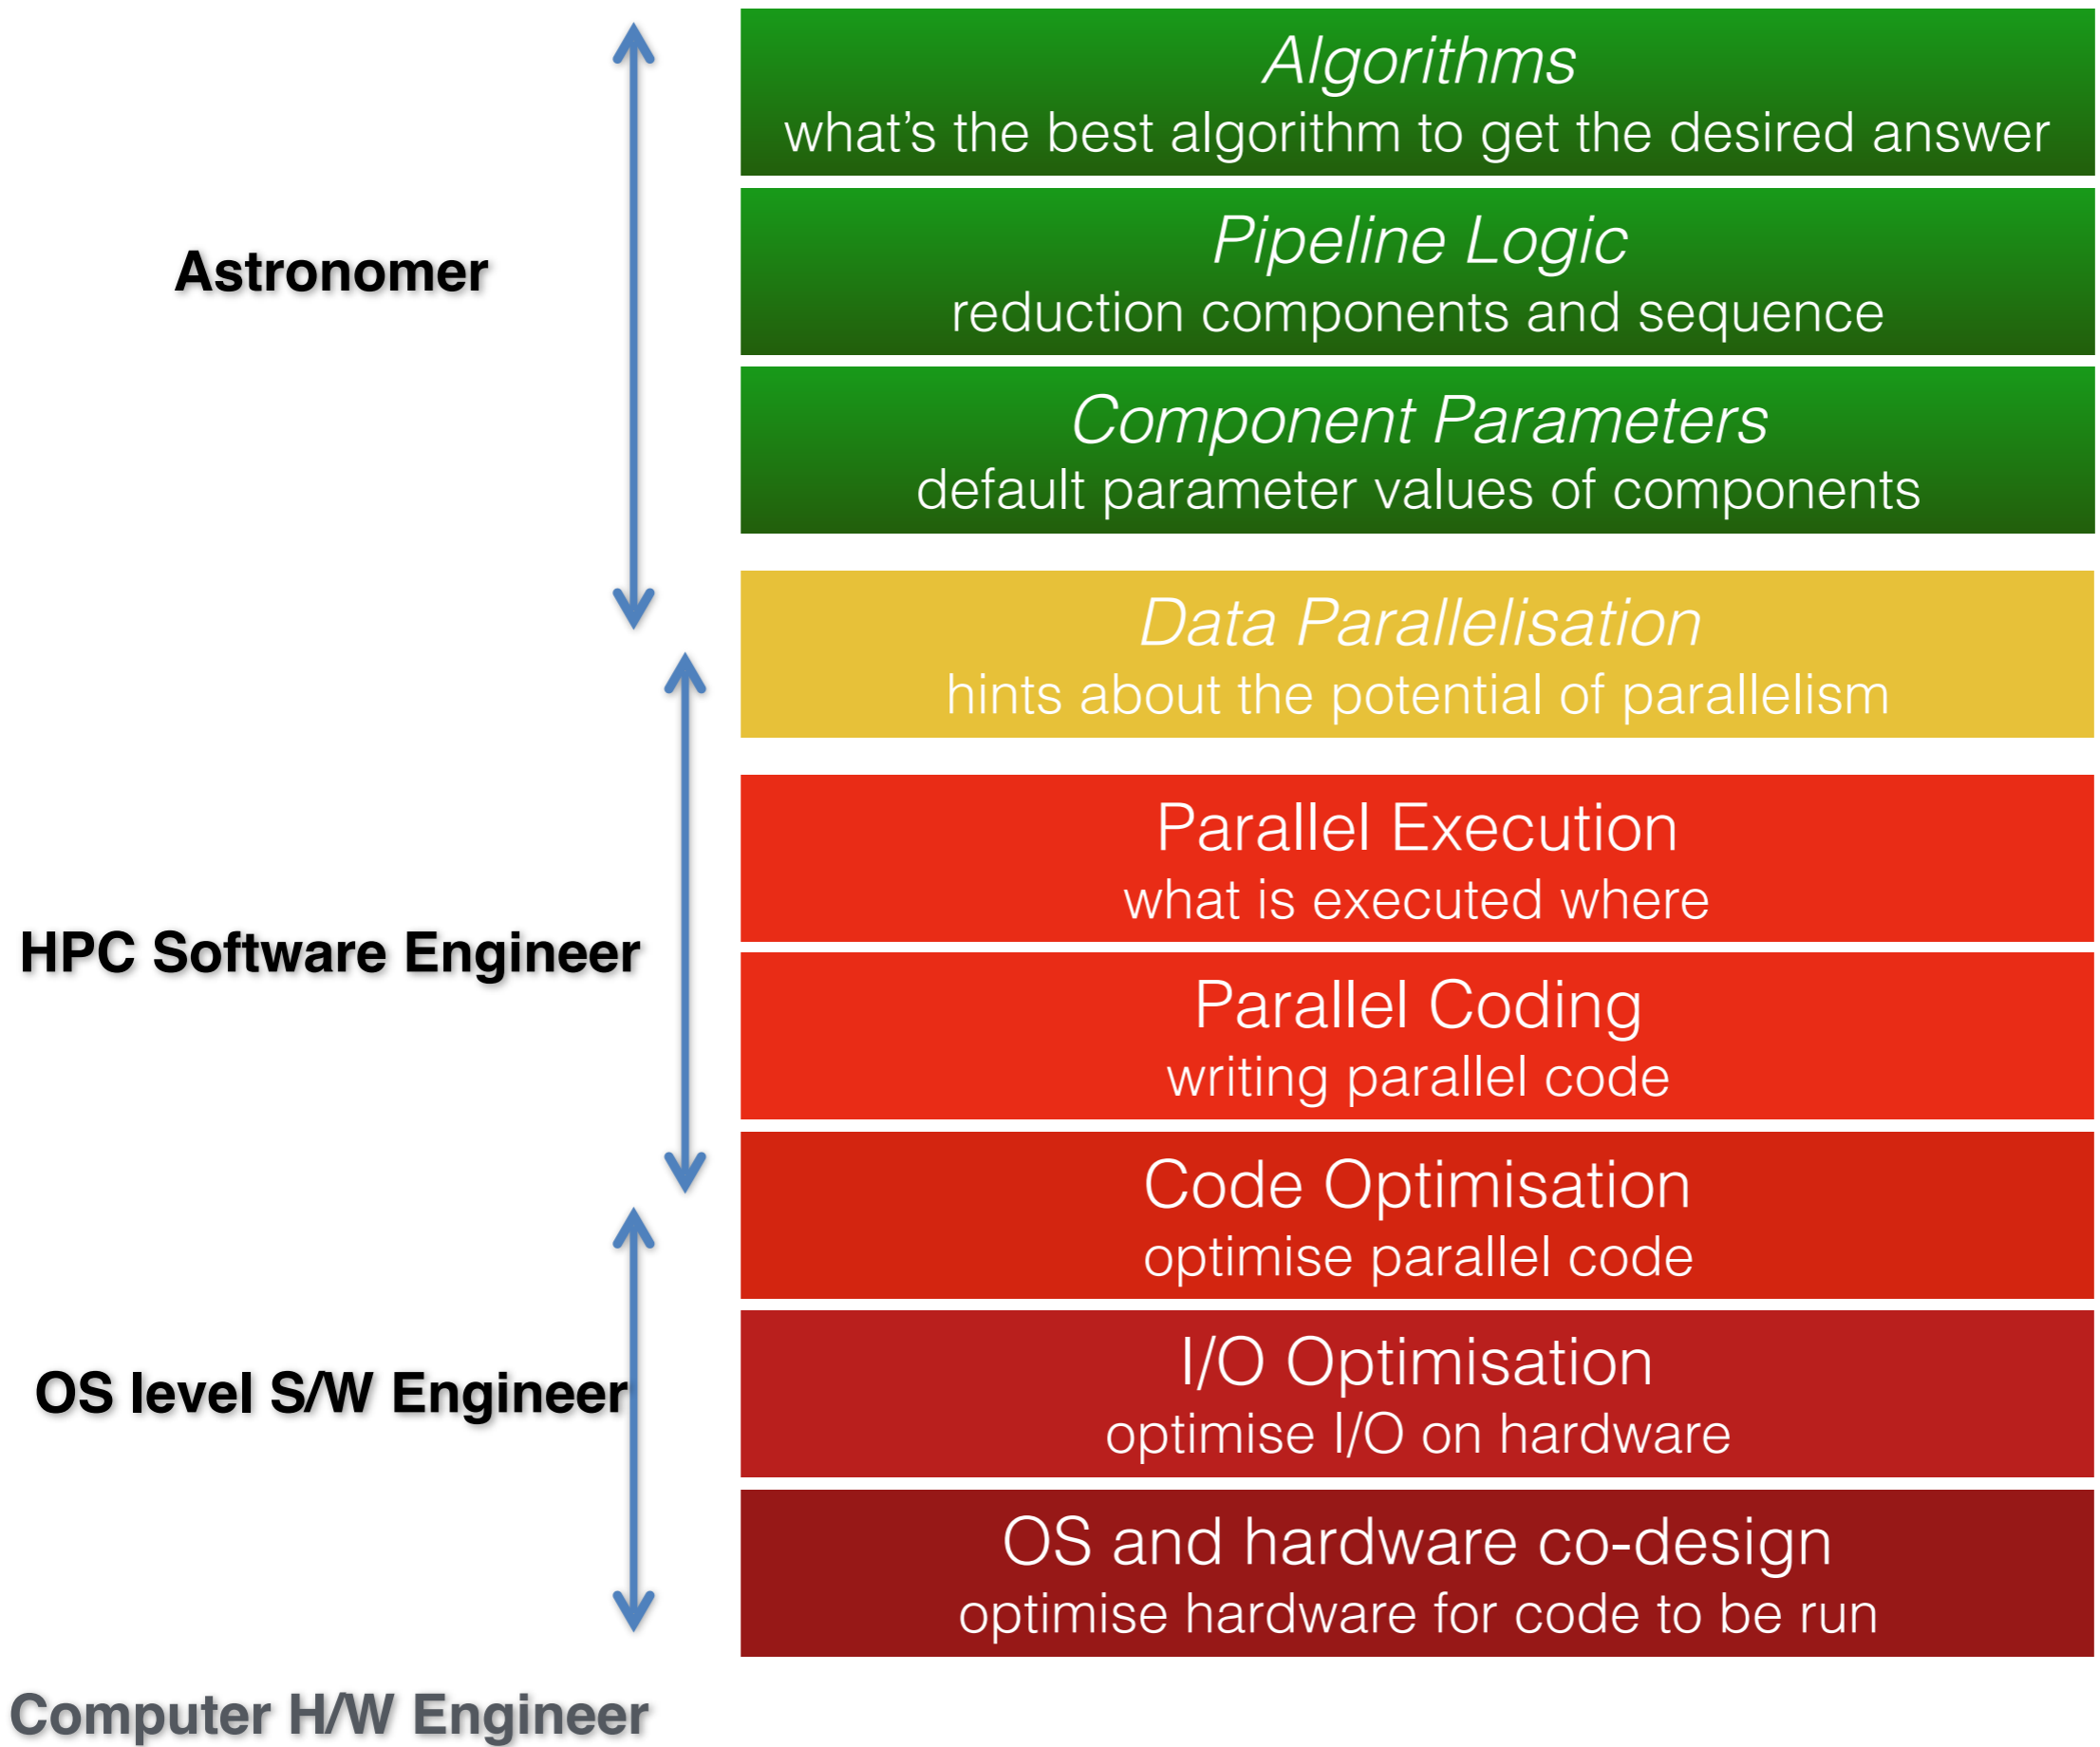 Algorithms
what’s the best algorithm to get the desired answer
Astronomer
Pipeline Logic
reduction components and sequence
Component Parameters
default parameter values of components
Data Parallelisation
hints about the potential of parallelism
HPC Software Engineer
Parallel Execution
what is executed where
Parallel Coding
writing parallel code
Code Optimisation
optimise parallel code
OS level S/W Engineer
I/O Optimisation
optimise I/O on hardware
OS and hardware co-design
optimise hardware for code to be run
Computer H/W Engineer